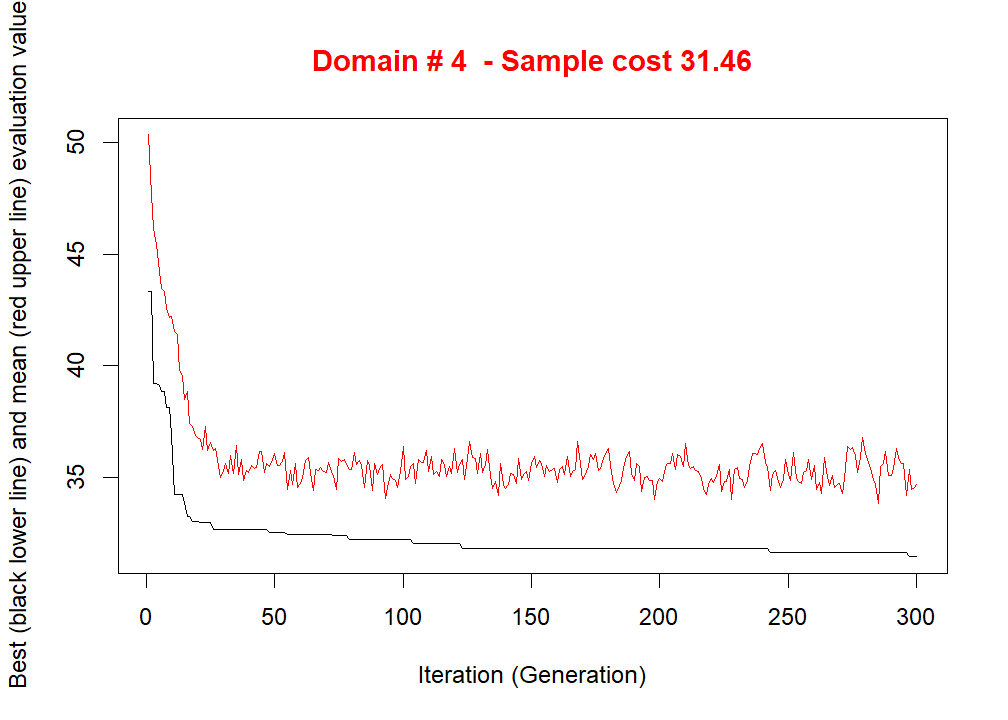 Domain # 4  - Sample cost 31.46
Best (black lower line) and mean (red upper line) evaluation value
50
45
40
35
0 50 100 150 200 250 300
Iteration (Generation)